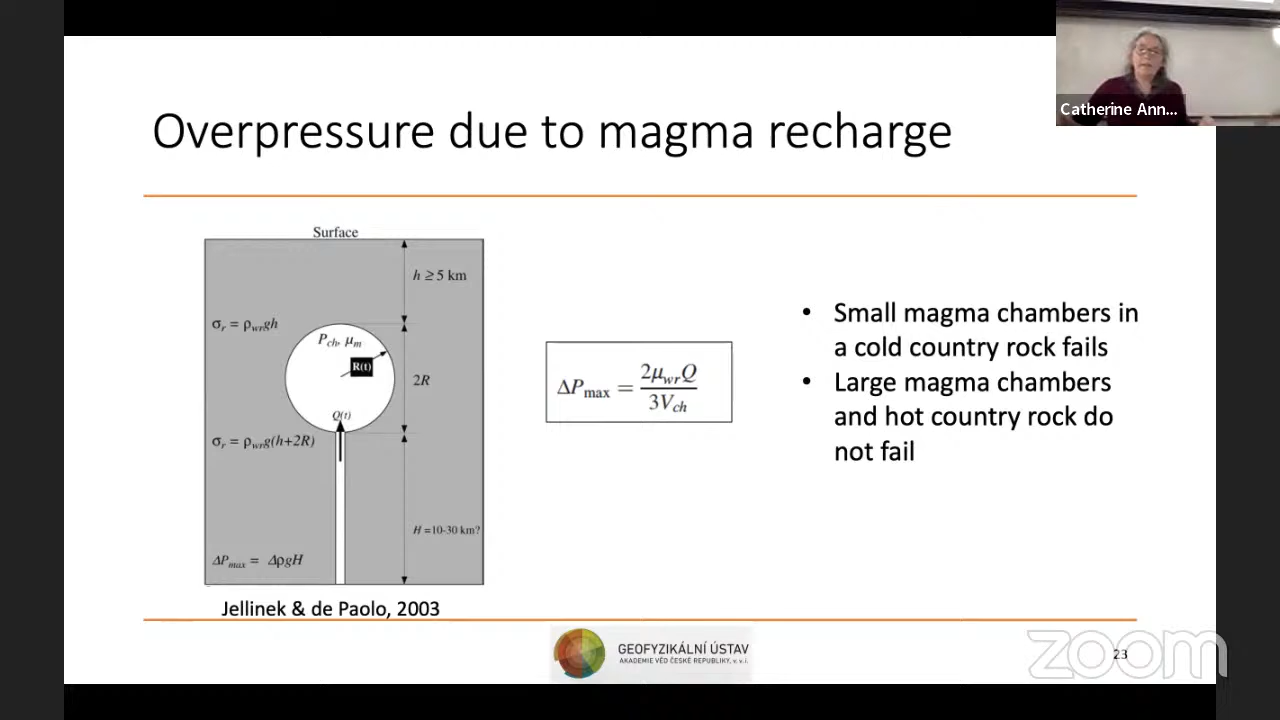 Catherine Ann...
Overpressure due to magma recharge
Surface
h ≥ 5 km
σr = ρwrgh
Pch, μm
R(t)
2R
Q(t)
σr = ρwrg(h+2R)
H =10-30 km?
ΔPmax = ΔρgH
Jellinek & de Paolo, 2003
ΔPmax = 2μwrQ / 3Vch
• Small magma chambers in
a cold country rock fails
• Large magma chambers
and hot country rock do
not fail
GEOFYZIKÁLNÍ ÚSTAV
AKADEMIE VĚD ČESKÉ REPUBLIKY, v. v. i.
23
zoom